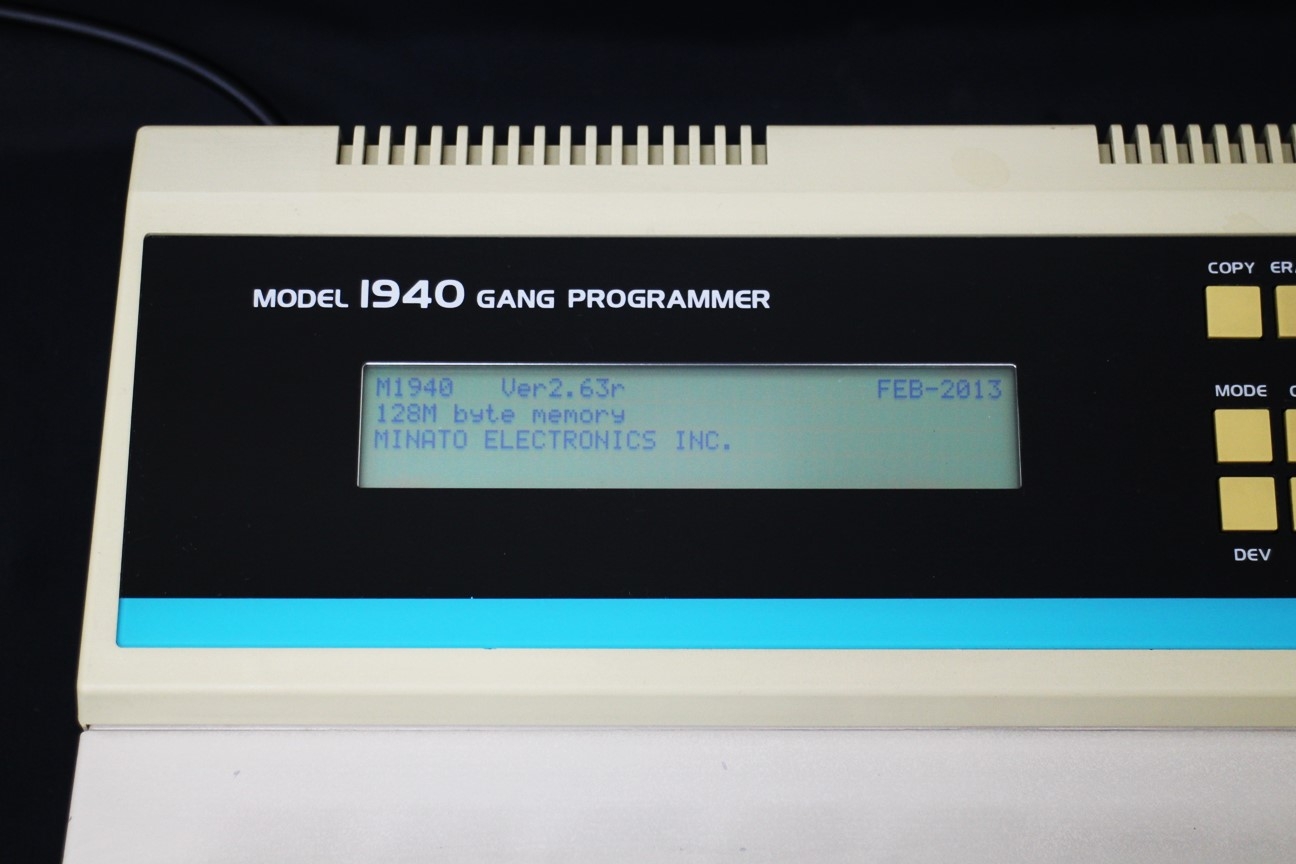 MODEL 1940 GANG PROGRAMMER
M1940 Ver2.63r FEB-2013
128M byte memory
MINATO ELECTRONICS INC.
COPY
MODE
DEV